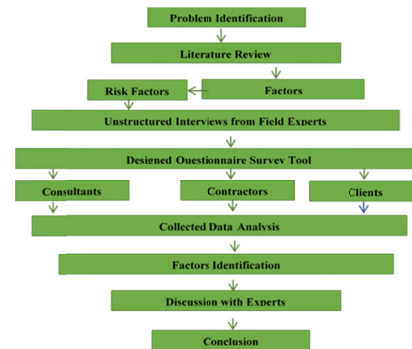 Problem Identification
Literature Review
Risk Factors
Factors
Unstructured Interviews from Field Experts
Designed Questionnaire Survey Tool
Consultants
Contractors
Clients
Collected Data Analysis
Factors Identification
Discussion with Experts
Conclusion